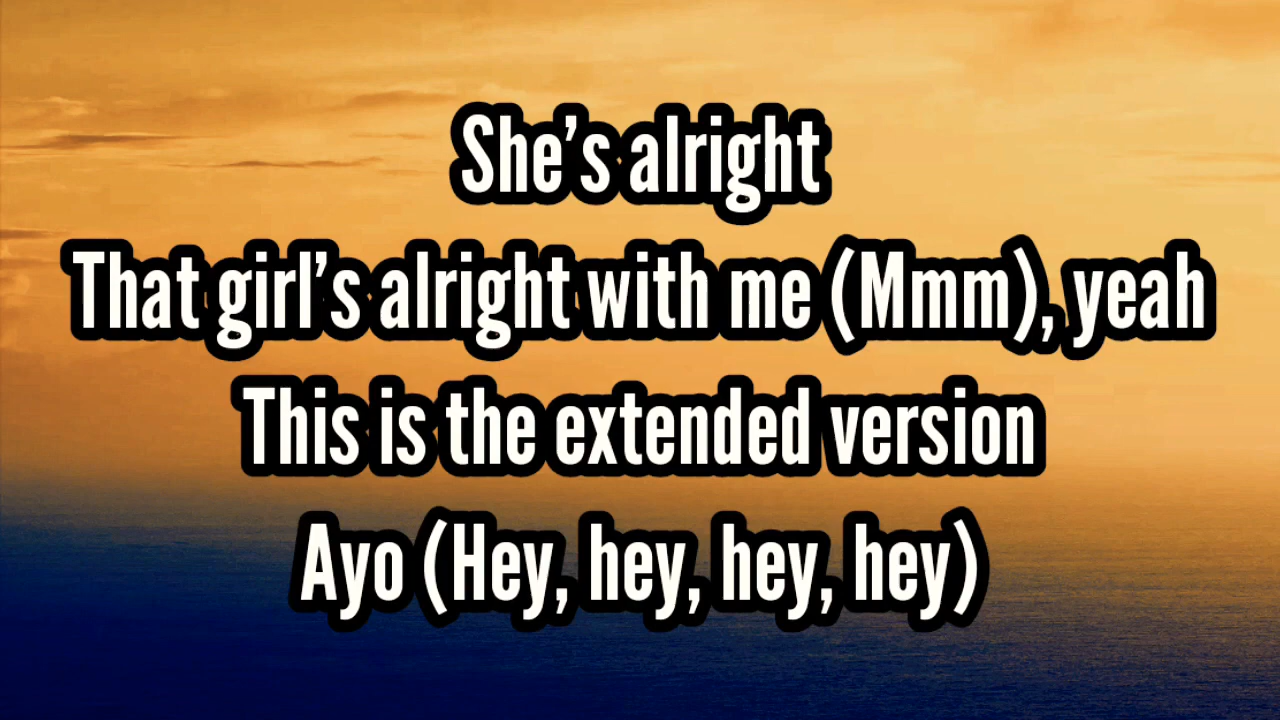 She’s alright
That girl’s alright with me (Mmm), yeah
This is the extended version
Ayo (Hey, hey, hey, hey)